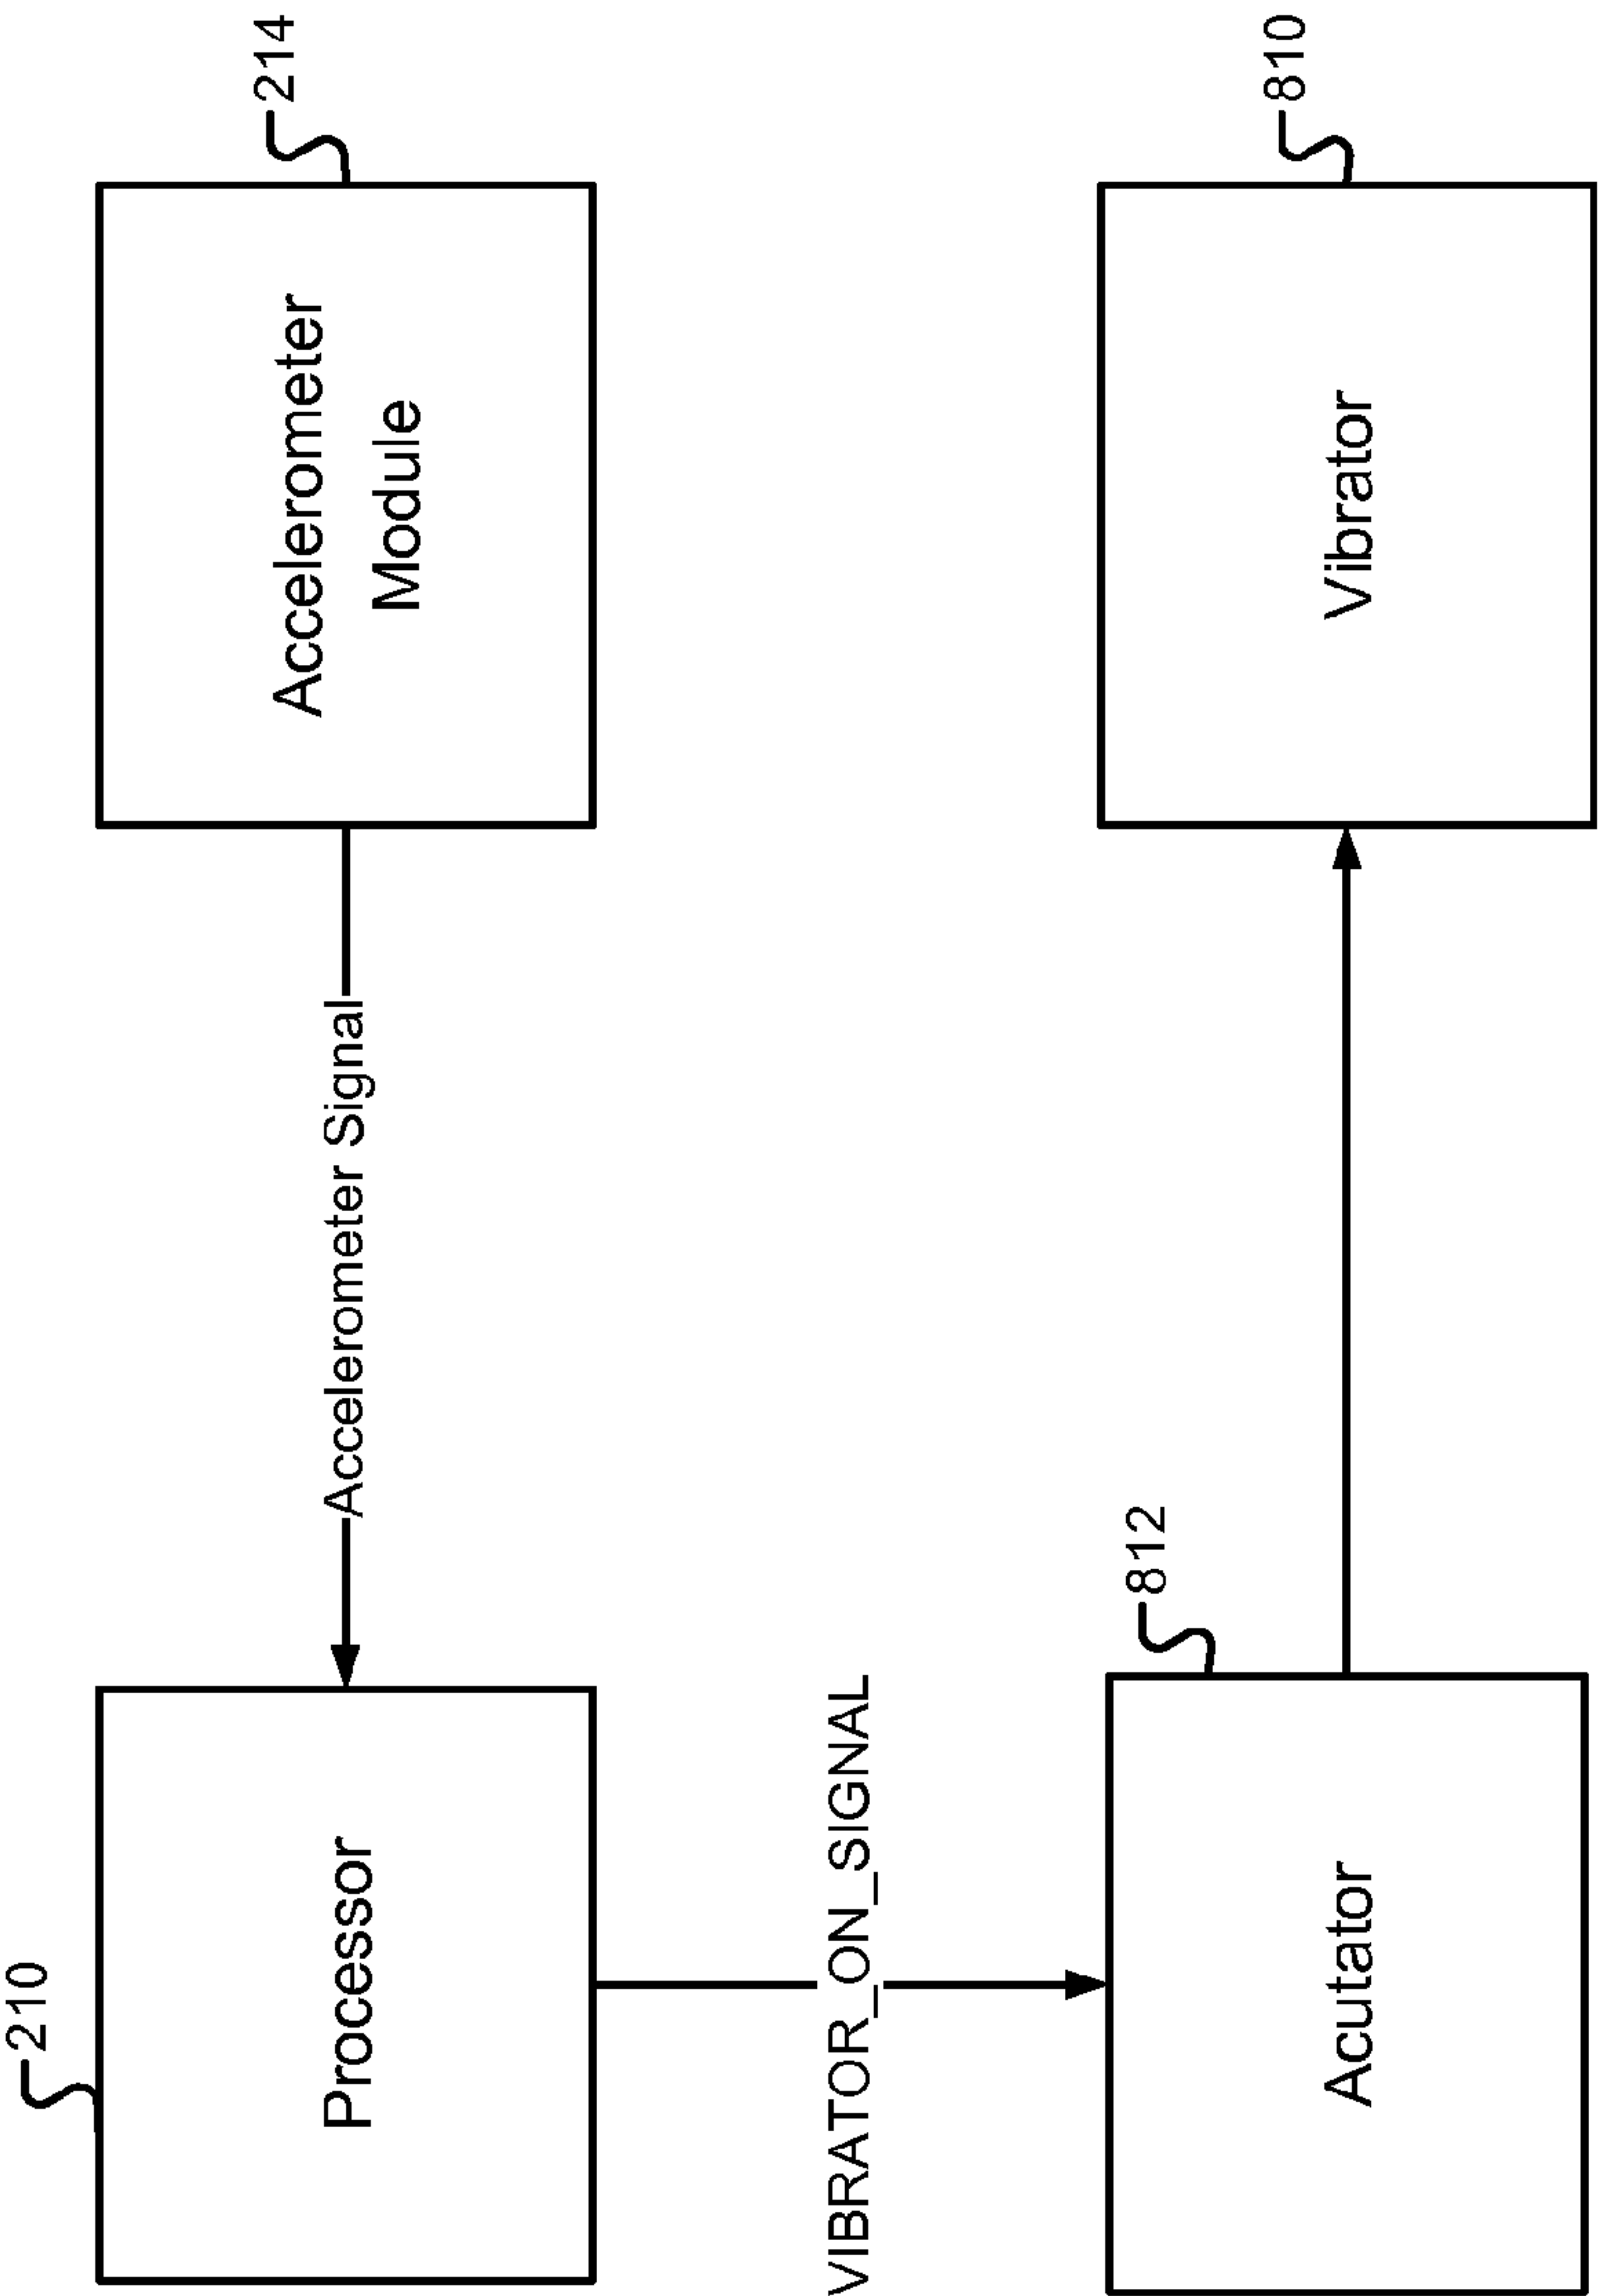 210
Processor
Accelerometer Signal
214
Accelerometer
Module
VIBRATOR_ON_SIGNAL
812
Acutator
810
Vibrator